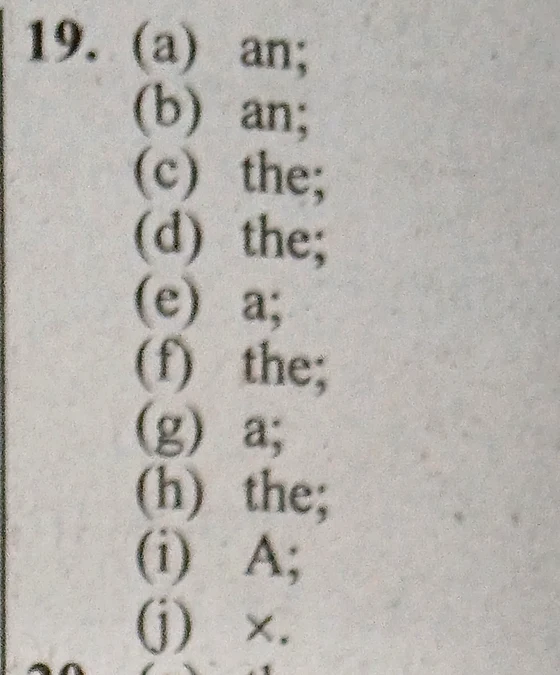 19. (a) an;
(b) an;
(c) the;
(d) the;
(e) a;
(f) the;
(g) a;
(h) the;
(i) A;
(j) ×.